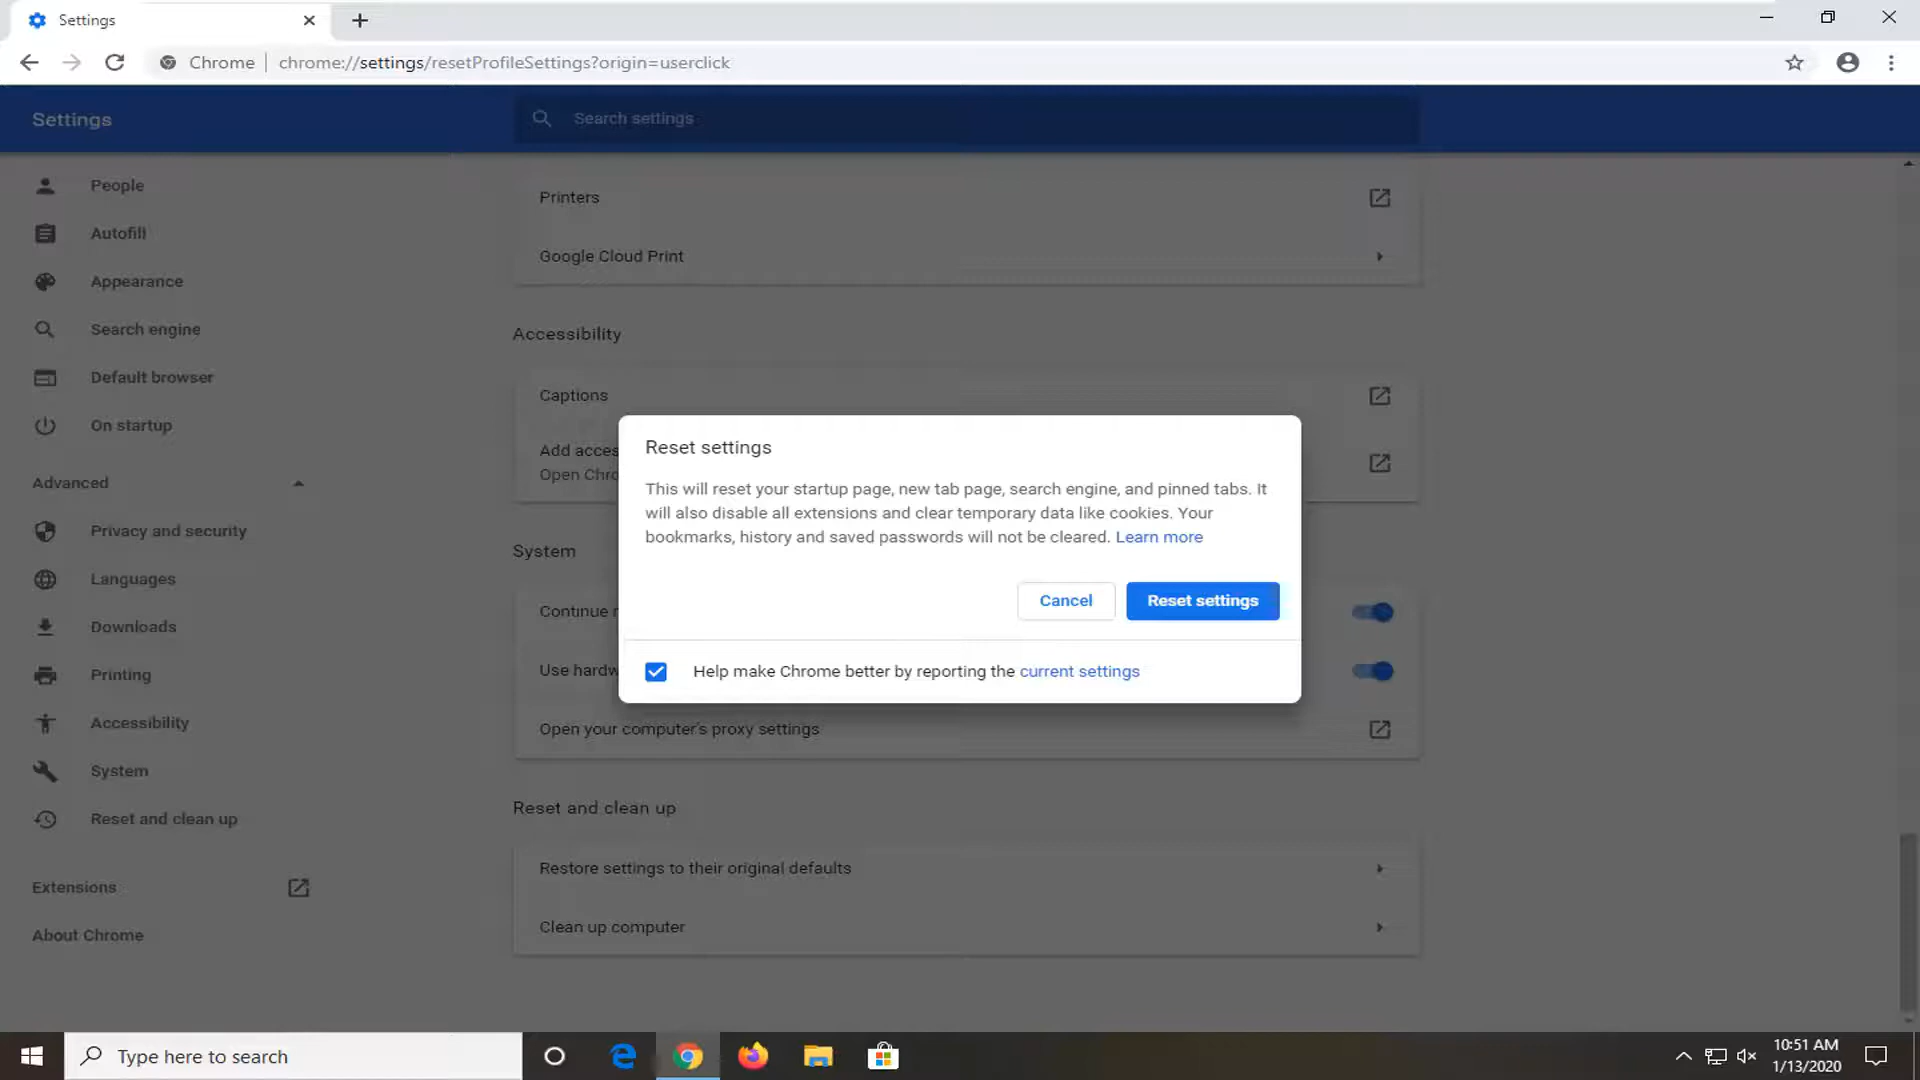 Settings
Chrome
chrome://settings/resetProfileSettings?origin=userclick
Settings
Search settings
People
Autofill
Appearance
Search engine
Default browser
On startup
Advanced
Privacy and security
Languages
Downloads
Printing
Accessibility
System
Reset and clean up
Extensions
About Chrome
Printers
Google Cloud Print
Accessibility
Captions
Add acces
Open Chro
System
Continue r
Use hardw
Open your computer's proxy settings
Reset and clean up
Restore settings to their original defaults
Clean up computer
Reset settings
This will reset your startup page, new tab page, search engine, and pinned tabs. It
will also disable all extensions and clear temporary data like cookies. Your
bookmarks, history and saved passwords will not be cleared. Learn more
Cancel
Reset settings
Help make Chrome better by reporting the current settings
Type here to search
10:51 AM
1/13/2020